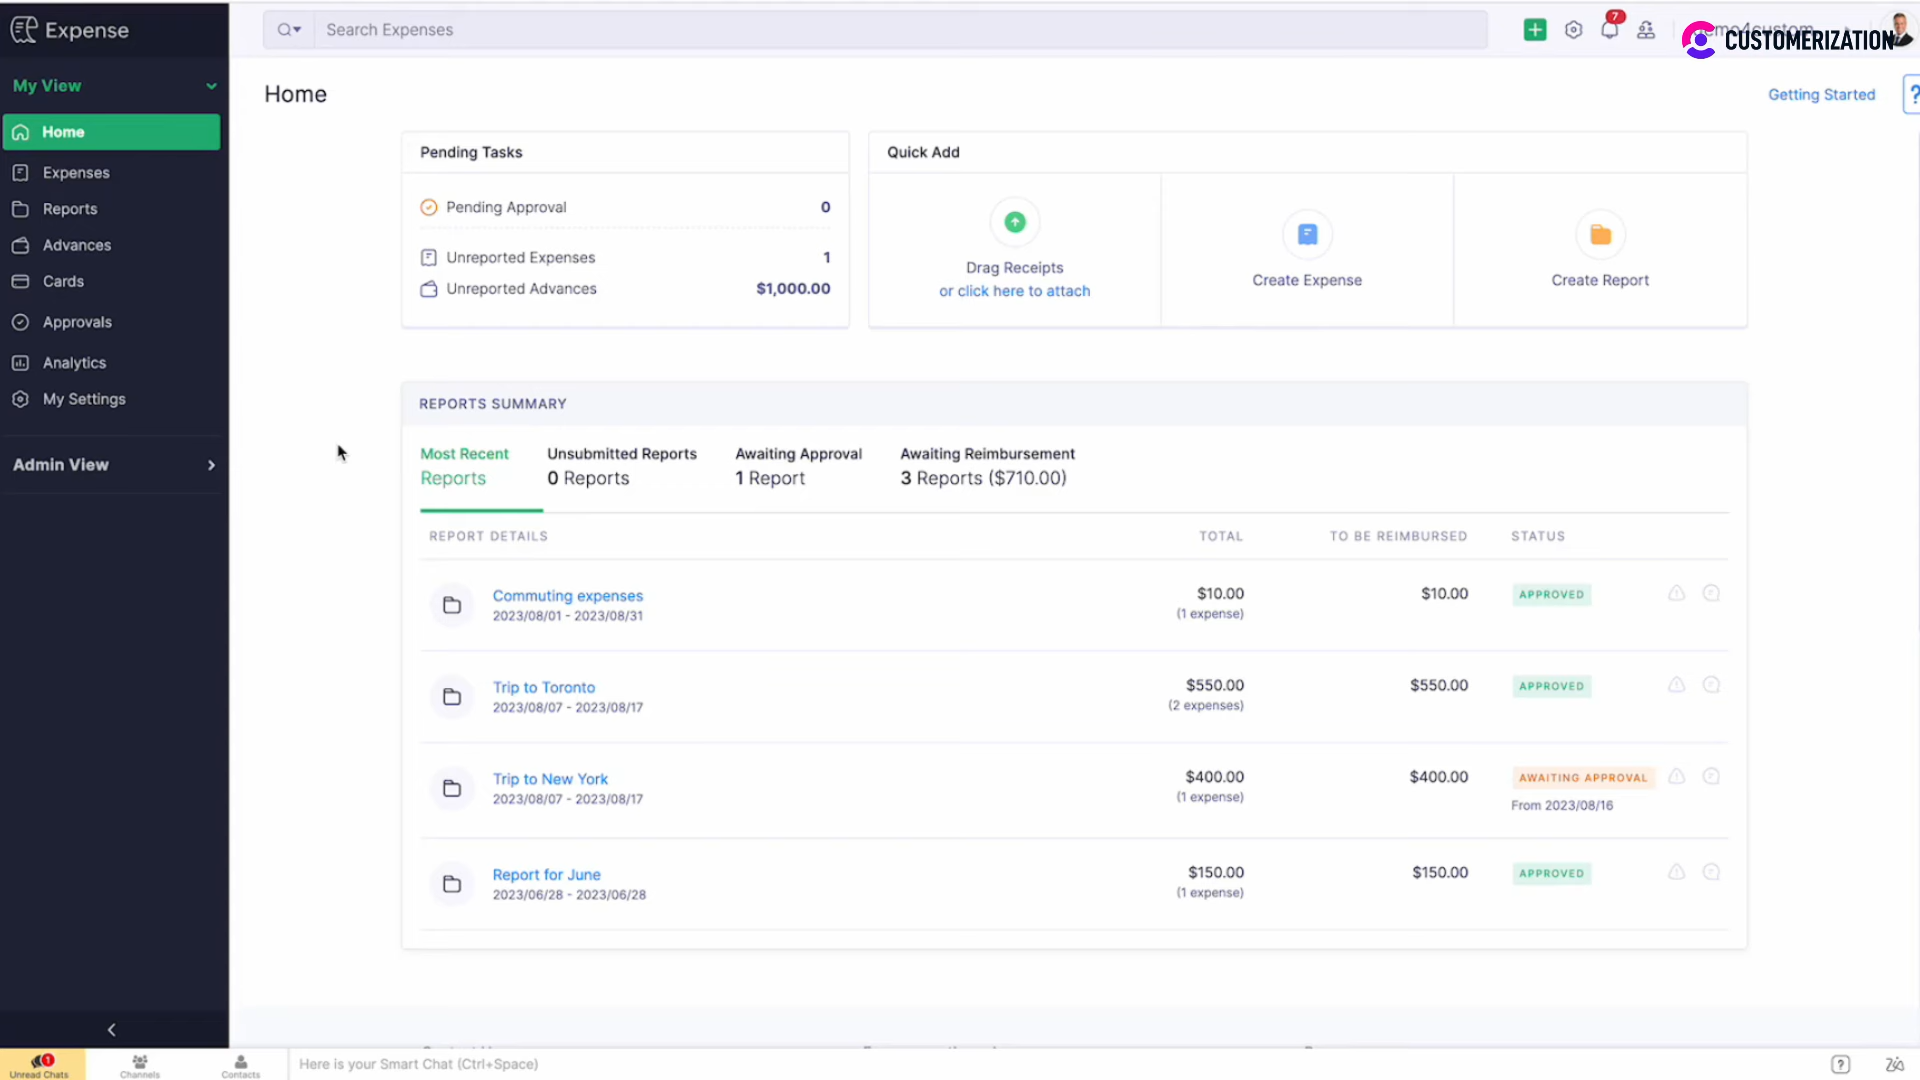 Expense
Search Expenses
7
CUSTOMERIZATION
My View
Home
Getting Started
?
Home
Expenses
Reports
Advances
Cards
Approvals
Analytics
My Settings
Admin View
Pending Tasks
Pending Approval 0
Unreported Expenses 1
Unreported Advances $1,000.00
Quick Add
Drag Receipts
or click here to attach
Create Expense
Create Report
REPORTS SUMMARY
Most Recent
Reports
Unsubmitted Reports
0 Reports
Awaiting Approval
1 Report
Awaiting Reimbursement
3 Reports ($710.00)
REPORT DETAILS TOTAL TO BE REIMBURSED STATUS
Commuting expenses $10.00 $10.00 APPROVED
2023/08/01 - 2023/08/31 (1 expense)
Trip to Toronto $550.00 $550.00 APPROVED
2023/08/07 - 2023/08/17 (2 expenses)
Trip to New York $400.00 $400.00 AWAITING APPROVAL
2023/08/07 - 2023/08/17 (1 expense) From 2023/08/16
Report for June $150.00 $150.00 APPROVED
2023/06/28 - 2023/06/28 (1 expense)
1
Unread Chats
Channels
Contacts
Here is your Smart Chat (Ctrl+Space)
?